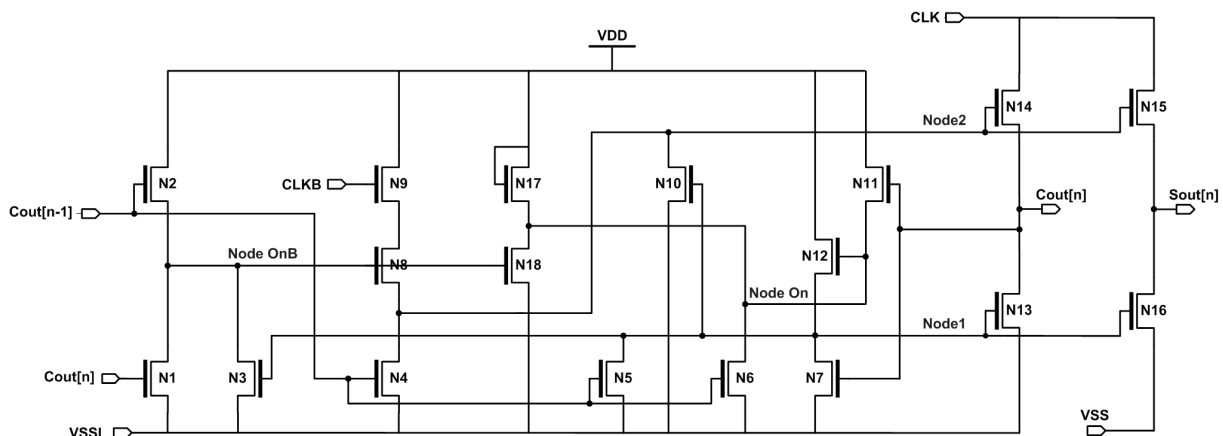 CLK
VDD
N14
N15
Node2
N2
N9
N17
N10
N11
CLKB
Cout[n-1]
Cout[n]
Sout[n]
Node OnB
N8
N18
N12
Node On
N13
N16
Node1
Cout[n]
N1
N3
N4
N5
N6
N7
VSSL
VSS